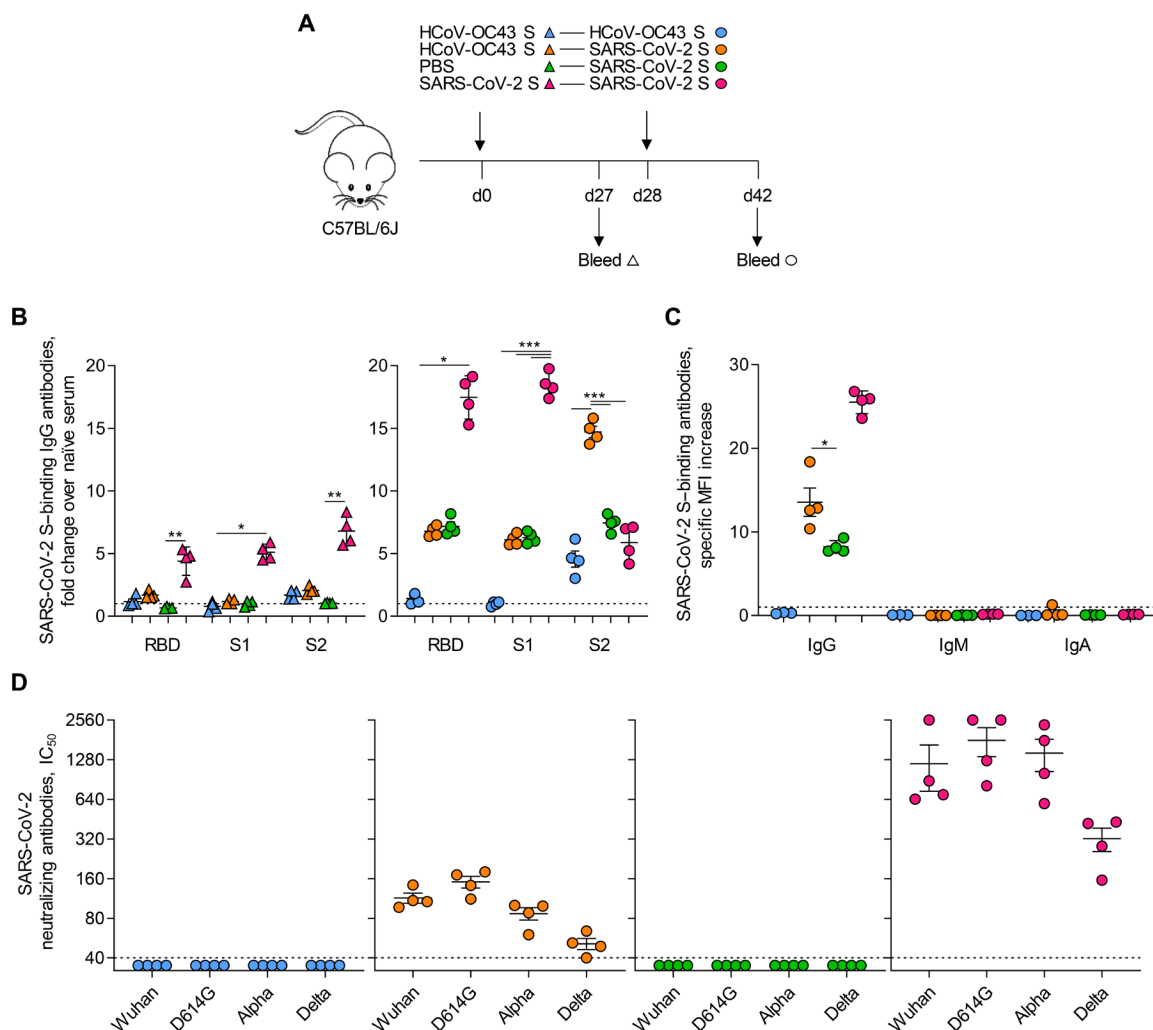 A
HCoV-OC43 S HCoV-OC43 S
HCoV-OC43 S SARS-CoV-2 S
PBS SARS-CoV-2 S
SARS-CoV-2 S SARS-CoV-2 S
d0 d27 d28 d42
C57BL/6J
Bleed Bleed
B
SARS-CoV-2 S–binding IgG antibodies,
fold change over naïve serum
20
15
10
5
0
** * **
RBD S1 S2
20
15
10
5
0
* *** ***
RBD S1 S2
C
SARS-CoV-2 S–binding antibodies,
specific MFI increase
30
20
10
0
*
IgG IgM IgA
D
SARS-CoV-2
neutralizing antibodies, IC50
2560
1280
640
320
160
80
40
Wuhan D614G Alpha Delta
Wuhan D614G Alpha Delta
Wuhan D614G Alpha Delta
Wuhan D614G Alpha Delta